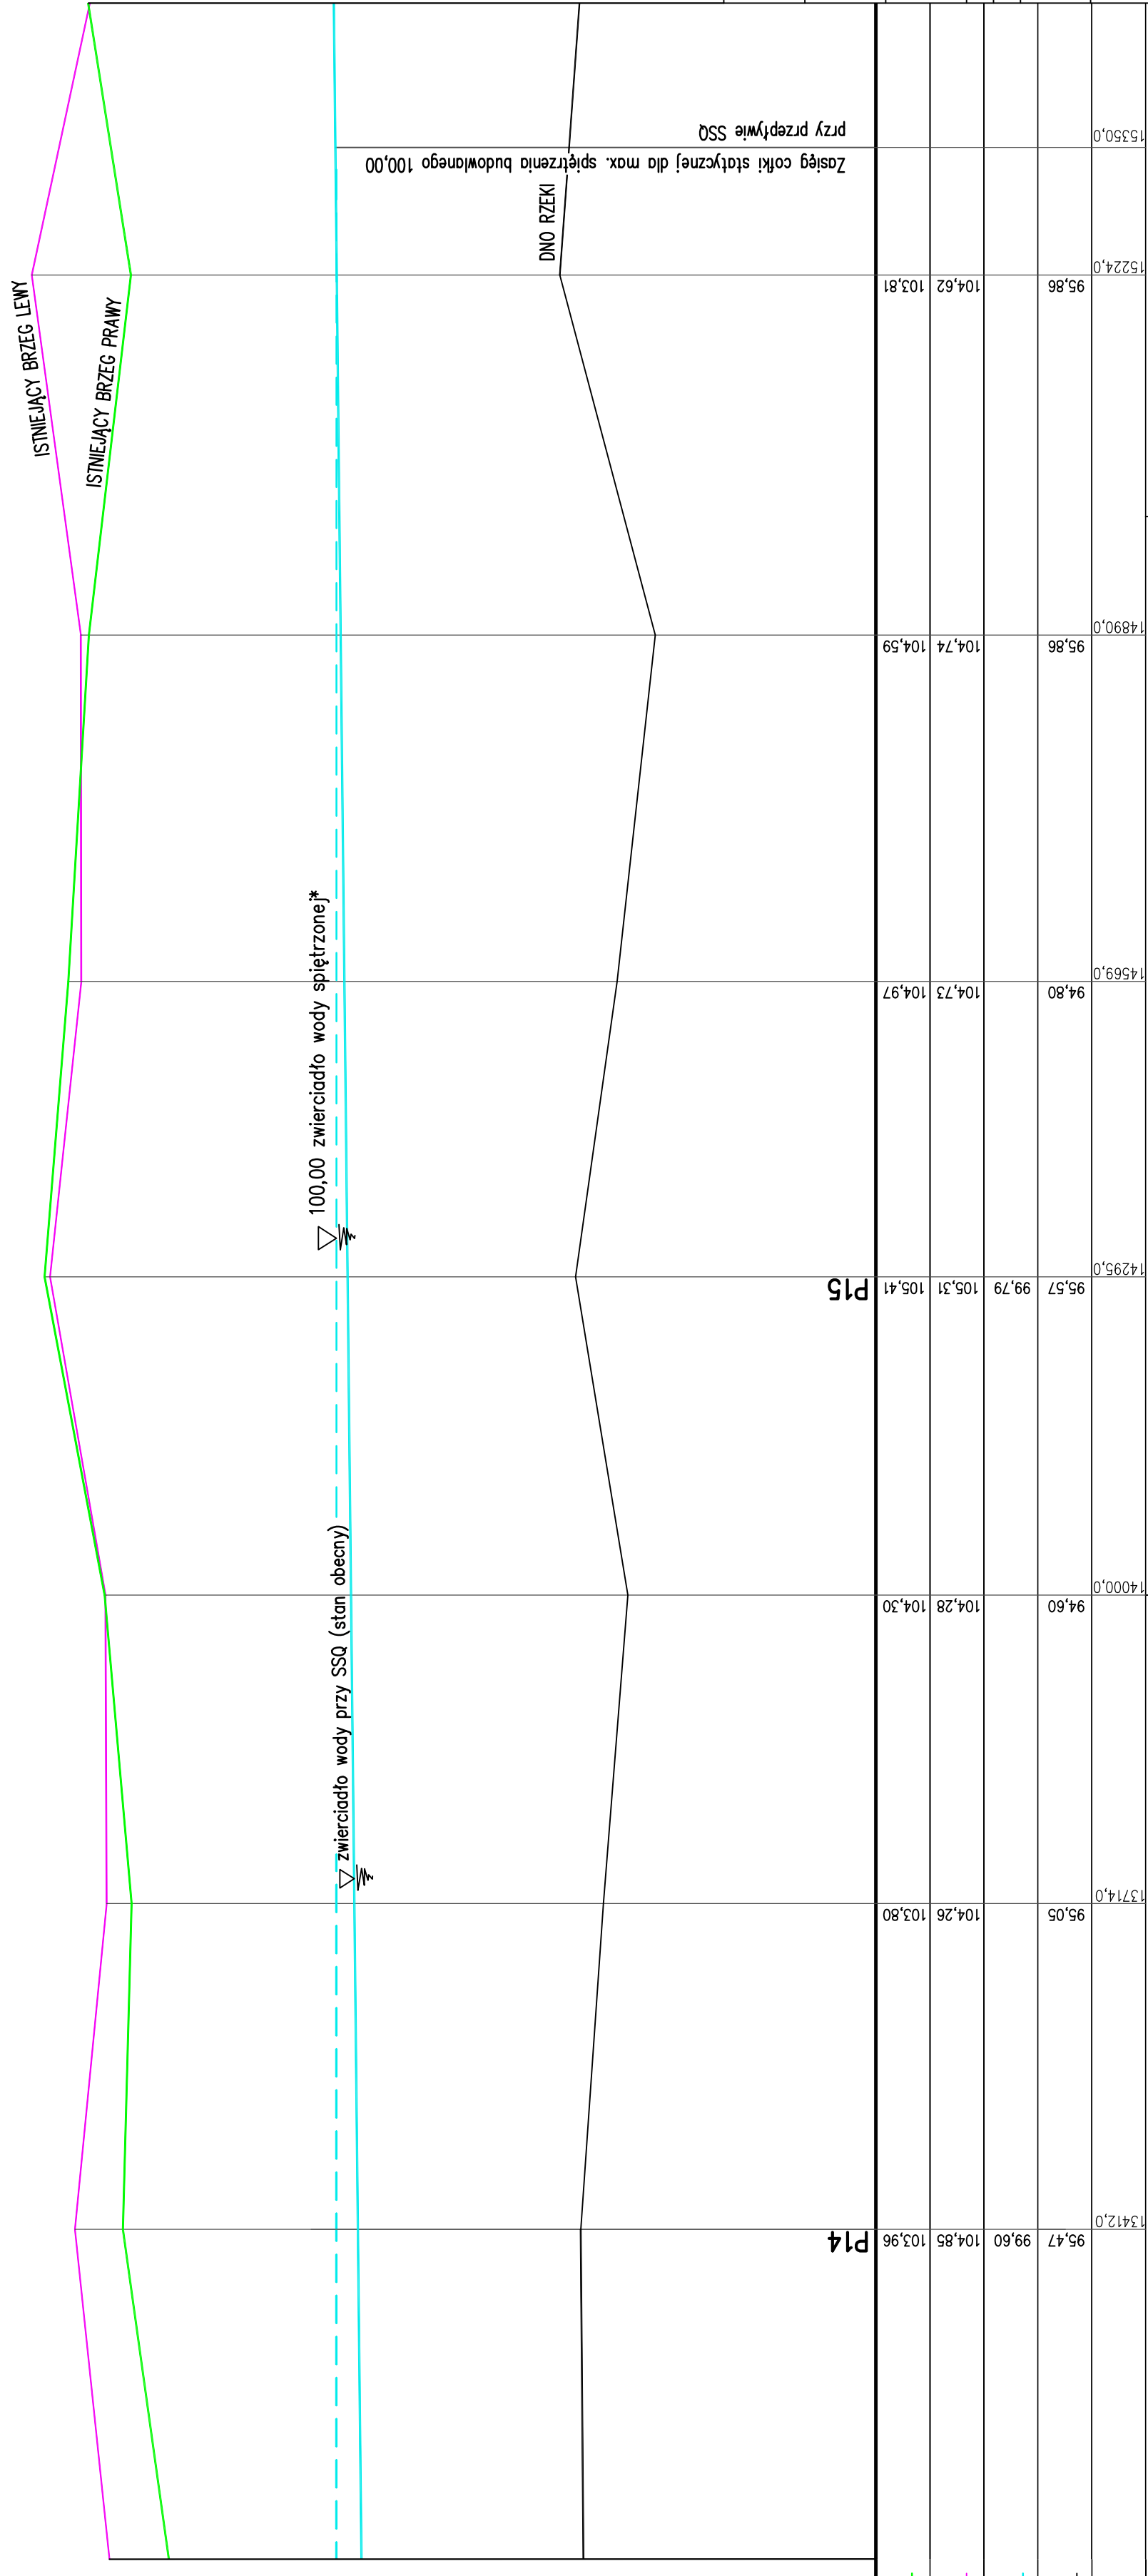 ISTNIEJĄCY BRZEG LEWY
ISTNIEJĄCY BRZEG PRAWY
100,00 zwierciadło wody spiętrzonej*
zwierciadło wody przy SSQ (stan obecny)
DNO RZEKI
Zasięg cofki statycznej dla max. spiętrzenia budowlanego 100,00
przy przepływie SSQ
15350,0
15224,0
103,81 104,62 95,86
14890,0
104,59 104,74 95,86
14569,0
104,97 104,73 94,80
14295,0
P15 105,41 105,31 99,79 95,57
14000,0
104,30 104,28 94,60
13714,0
103,80 104,26 95,05
13412,0
P14 103,96 104,85 99,60 95,47